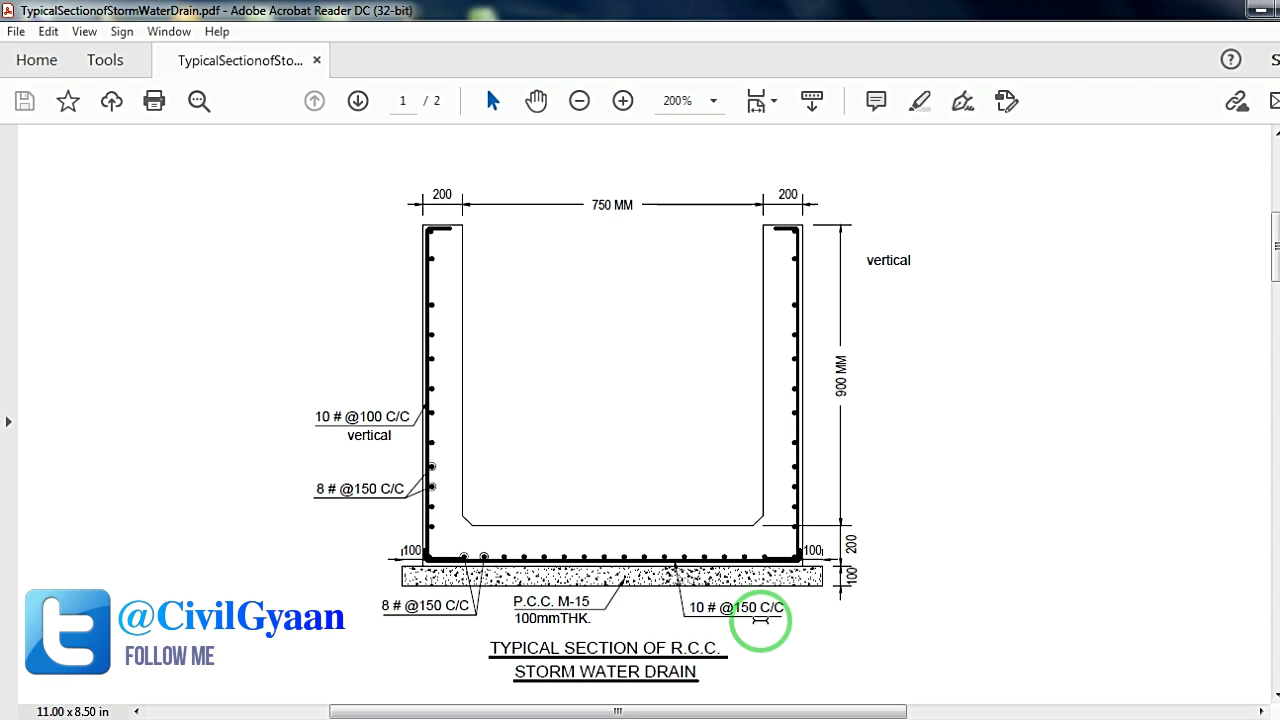 TypicalSectionofStormWaterDrain.pdf - Adobe Acrobat Reader DC (32-bit)
File Edit View Sign Window Help
Home Tools TypicalSectionofSto... ×
1 / 2 200%
200 750 MM 200
vertical
900 MM
10 # @100 C/C
vertical
8 # @150 C/C
100 100 200
100
8 # @150 C/C P.C.C. M-15 10 # @150 C/C
100mmTHK.
TYPICAL SECTION OF R.C.C.
STORM WATER DRAIN
@CivilGyaan
FOLLOW ME
11.00 x 8.50 in